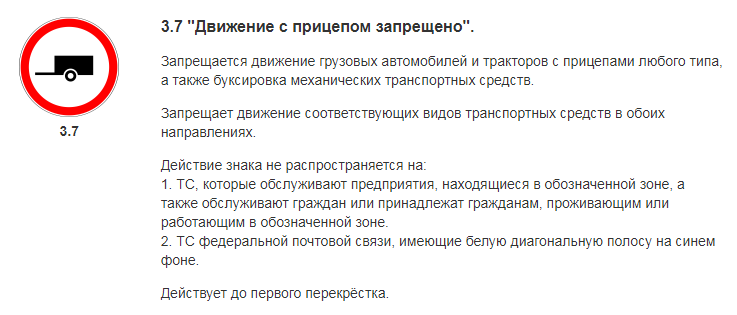 3.7 "Движение с прицепом запрещено".
Запрещается движение грузовых автомобилей и тракторов с прицепами любого типа,
а также буксировка механических транспортных средств.
3.7
Запрещает движение соответствующих видов транспортных средств в обоих
направлениях.
Действие знака не распространяется на:
1. ТС, которые обслуживают предприятия, находящиеся в обозначенной зоне, а
также обслуживают граждан или принадлежат гражданам, проживающим или
работающим в обозначенной зоне.
2. ТС федеральной почтовой связи, имеющие белую диагональную полосу на синем
фоне.
Действует до первого перекрёстка.